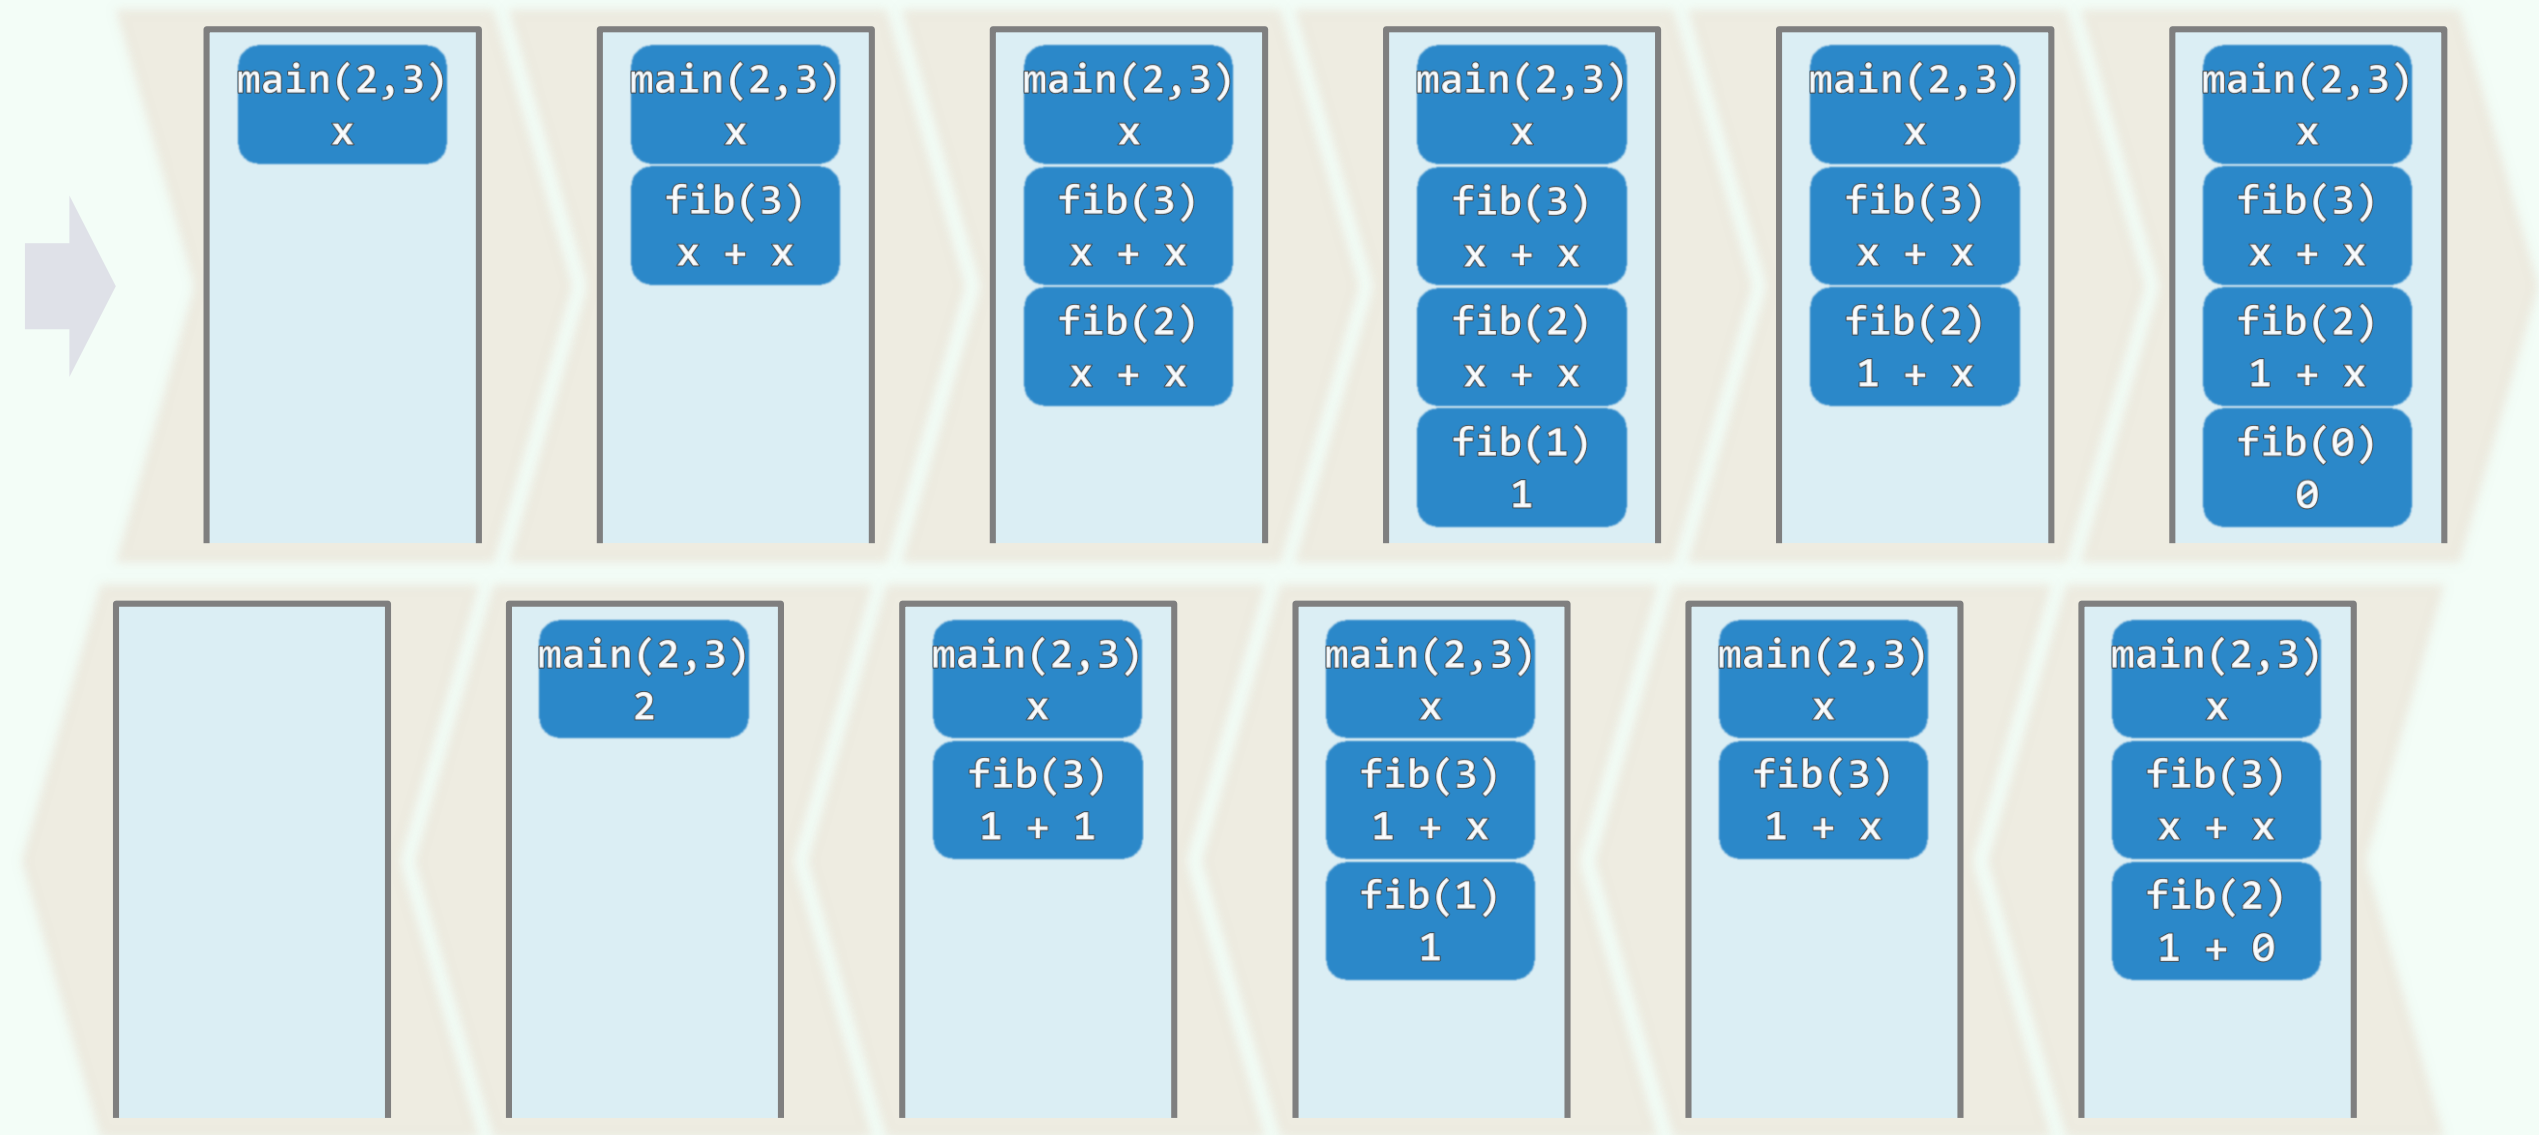 main(2,3)
x
main(2,3)
x
fib(3)
x + x
main(2,3)
x
fib(3)
x + x
fib(2)
x + x
main(2,3)
x
fib(3)
x + x
fib(2)
x + x
fib(1)
1
main(2,3)
x
fib(3)
x + x
fib(2)
1 + x
main(2,3)
x
fib(3)
x + x
fib(2)
1 + x
fib(0)
0
main(2,3)
x
fib(3)
x + x
fib(2)
1 + 0
main(2,3)
x
fib(3)
1 + x
main(2,3)
x
fib(3)
1 + x
fib(1)
1
main(2,3)
x
fib(3)
1 + 1
main(2,3)
2